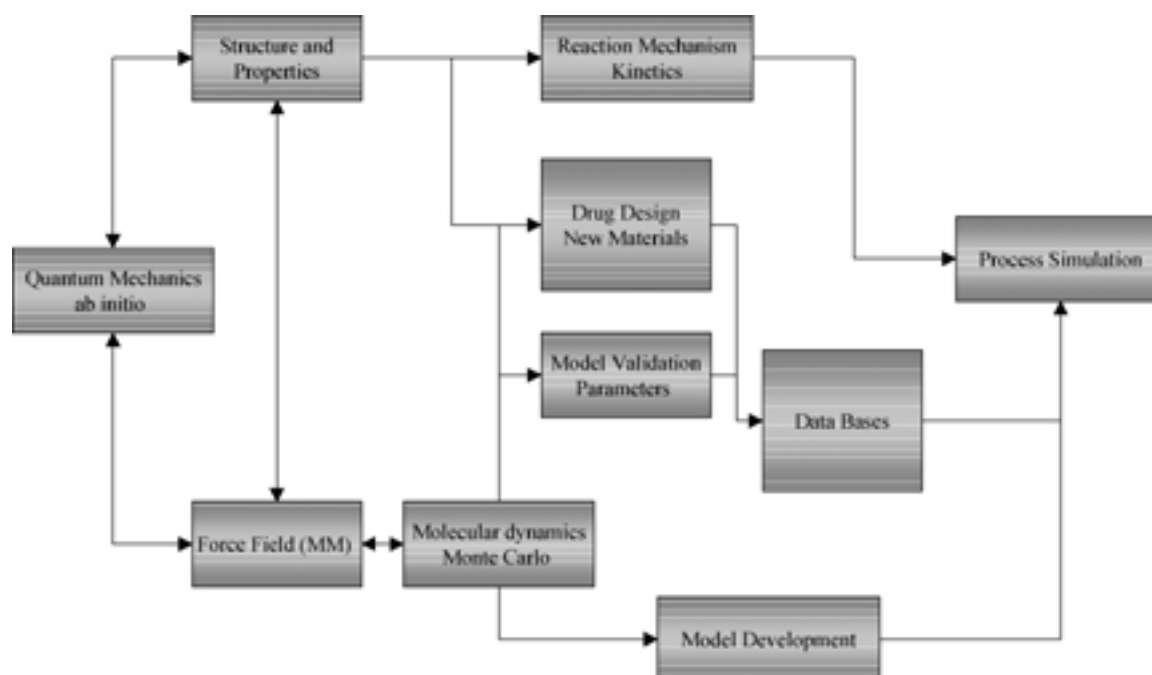 Structure and
Properties
Reaction Mechanism
Kinetics
Drug Design
New Materials
Process Simulation
Quantum Mechanics
ab initio
Model Validation
Parameters
Data Bases
Force Field (MM)
Molecular dynamics
Monte Carlo
Model Development